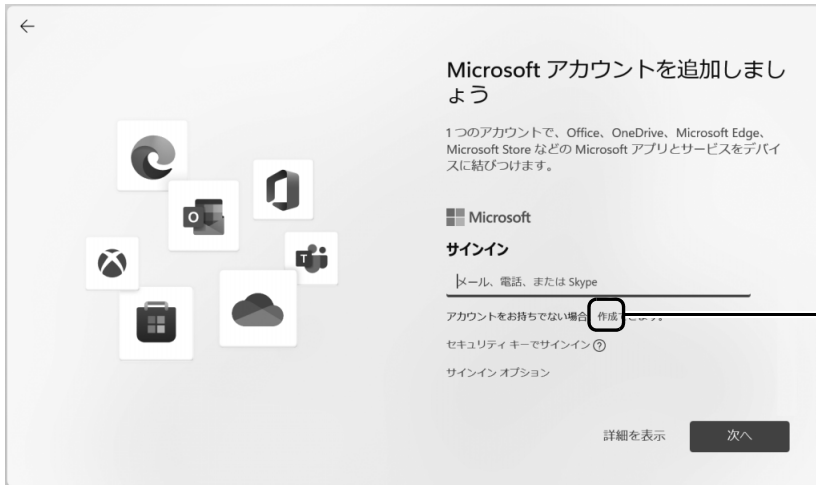 Microsoft アカウントを追加しまし
ょう
1 つのアカウントで、Office、OneDrive、Microsoft Edge、
Microsoft Store などの Microsoft アプリとサービスをデバイ
スに結びつけます。
Microsoft
サインイン
メール、電話、または Skype
アカウントをお持ちでない場合、作成できます。
セキュリティ キーでサインイン ?
サインイン オプション
詳細を表示
次へ